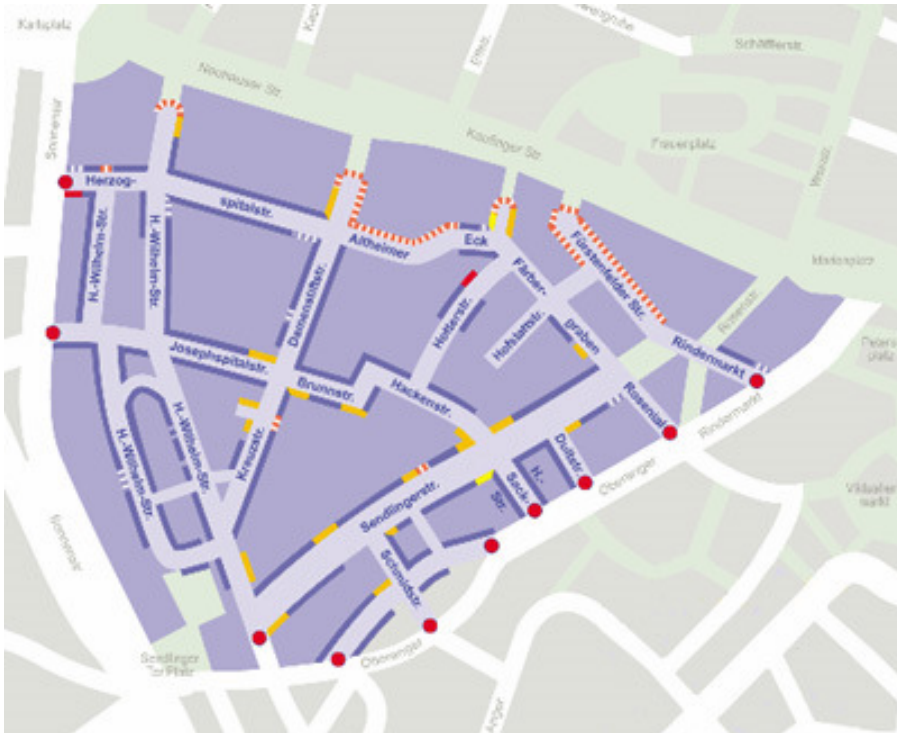 Karlsplatz
Schäfflerstr.
Neuhauser Str.
Ettstr.
Kaufinger Str.
Frauenplatz
Herzog-
spitalstr.
Altheimer
Eck
Fürstenfelder Str.
Marienplatz
H.-Wilhelm-Str.
H.-Wilhelm-Str.
Damenstiftstr.
Färber-
graben
Hotterstr.
Hofstattstr.
Rosenstr.
Rindermarkt
Rindermarkt
Josephspitalstr.
Brunnstr.
Hackenstr.
Rosental
H.-Wilhelm-Str.
H.-Wilhelm-Str.
Kreuzstr.
Dultstr.
H.-
Sack-
Str.
Sendlingerstr.
Oberanger
Schmidstr.
Sendlinger
Tor Platz
Oberanger
Anger